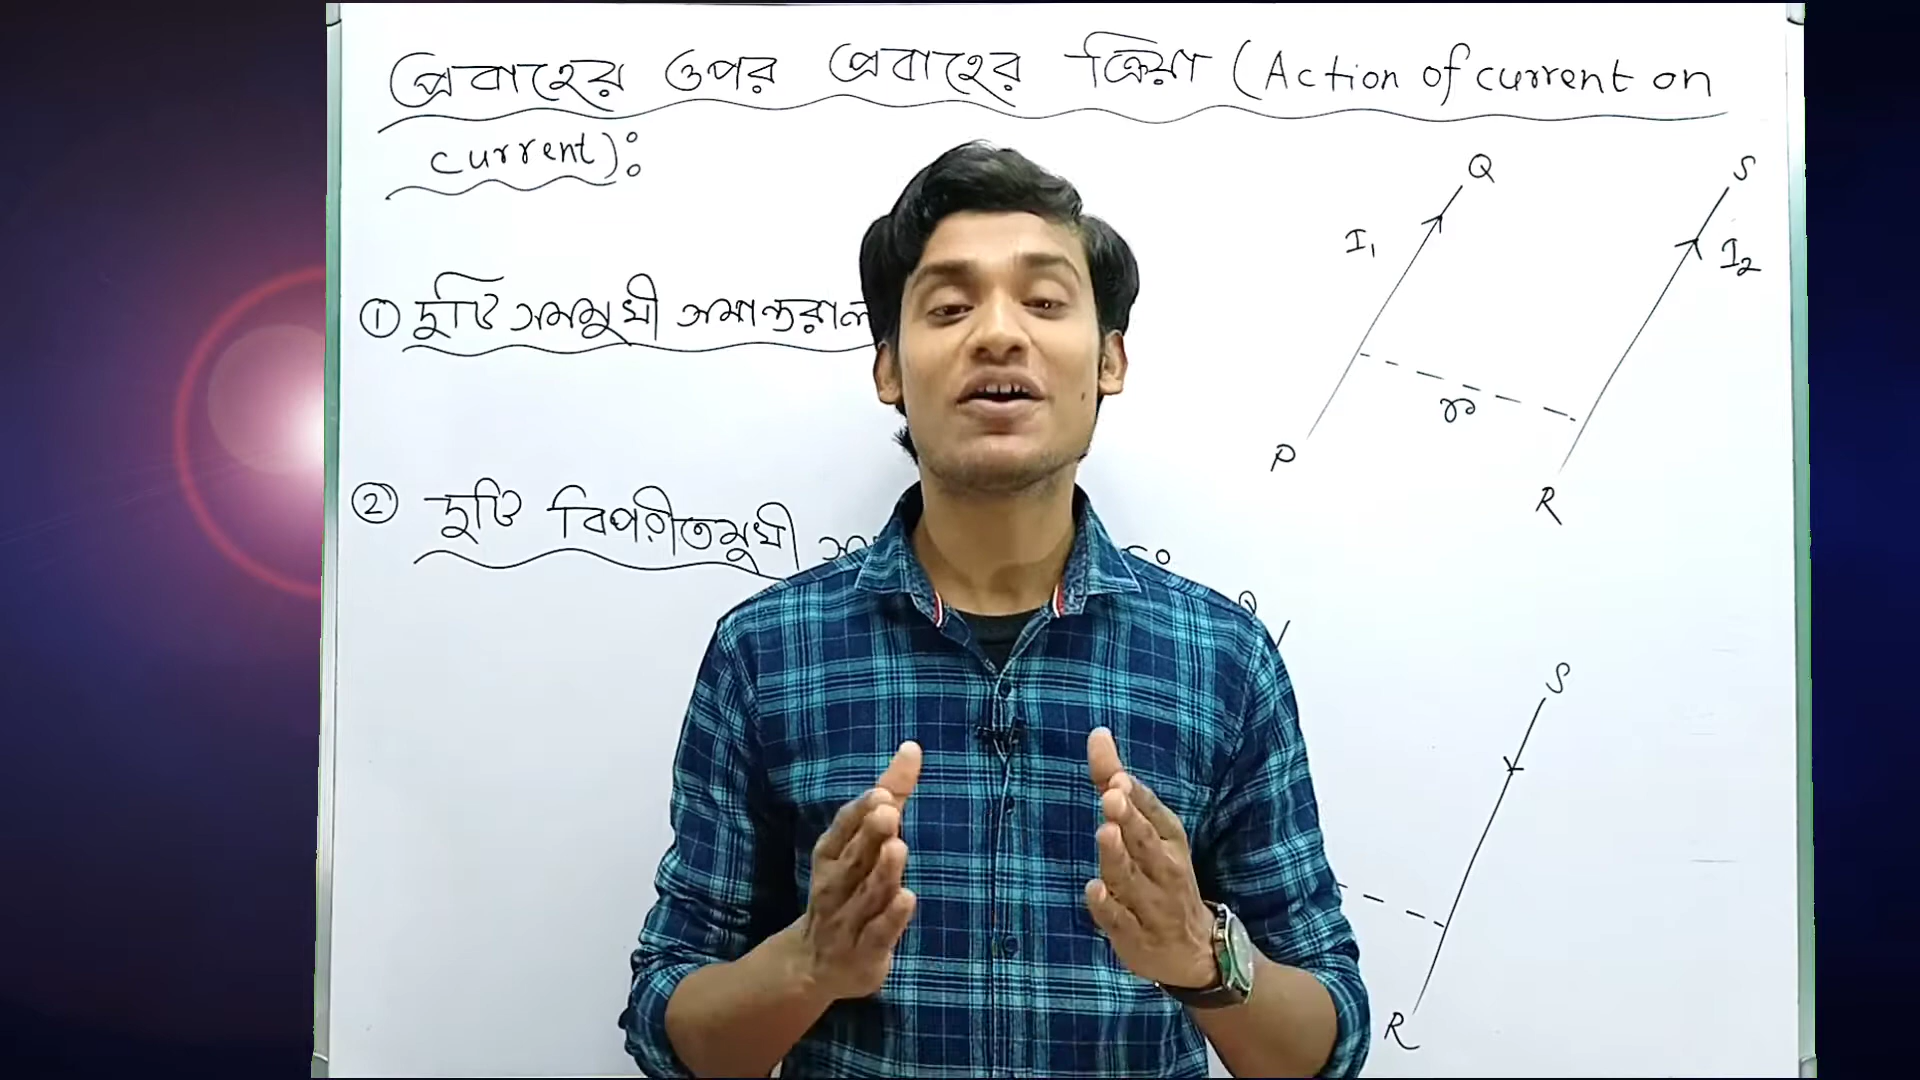 প্রবাহের ওপর প্রবাহের ক্রিয়া (Action of current on
current):
① দুটি সমমুখী সমান্তরাল
② দুটি বিপরীতমুখী
Q
S
I₁
I₂
r
P
R
Q
S
R